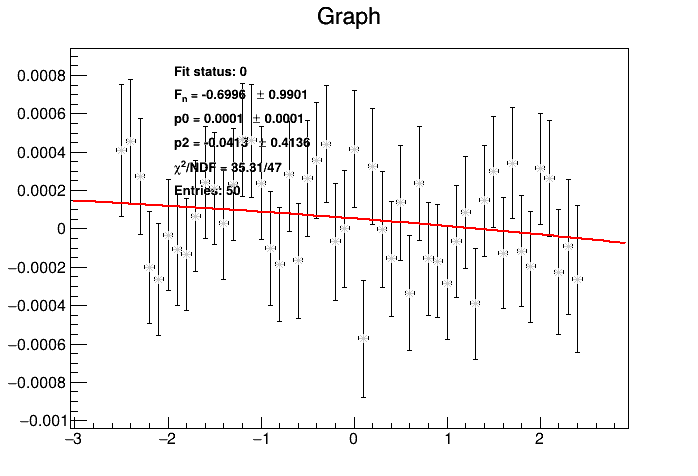 Graph
Fit status: 0
Fn = -0.6996 ± 0.9901
p0 = 0.0001 ± 0.0001
p2 = -0.0413 ± 0.4136
χ²/NDF = 35.31/47
Entries: 50
0.0008
0.0006
0.0004
0.0002
0
−0.0002
−0.0004
−0.0006
−0.0008
−0.001
−3 −2 −1 0 1 2